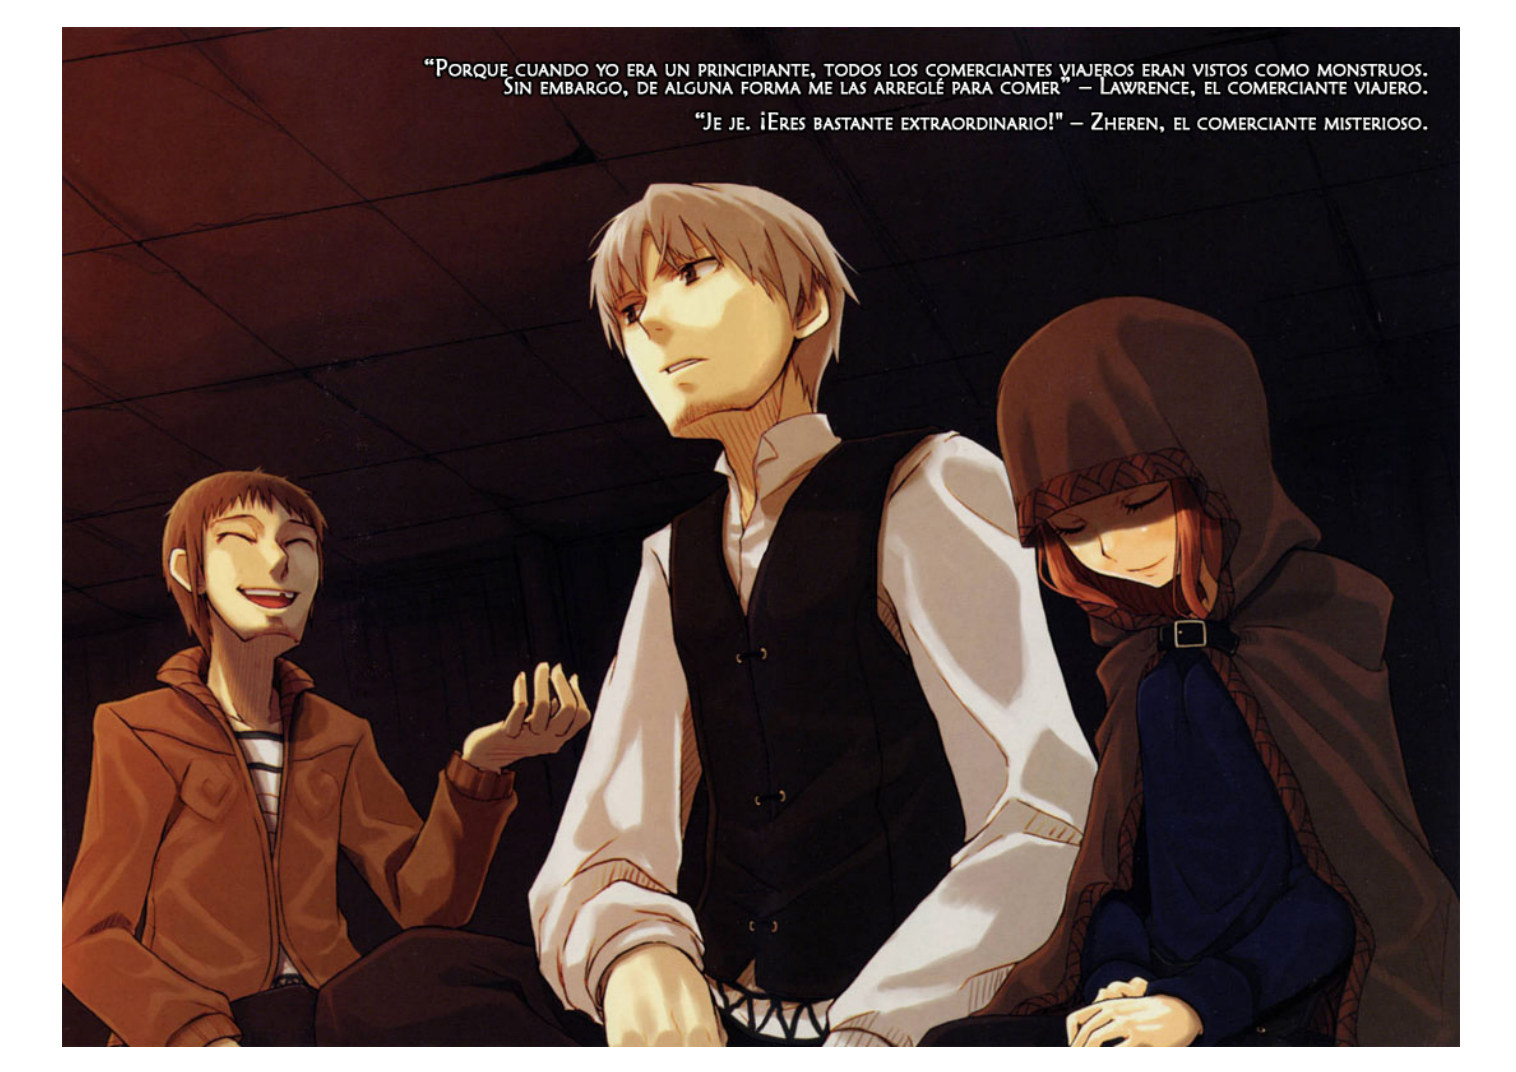 “Porque cuando yo era un principiante, todos los comerciantes viajeros eran vistos como monstruos.
Sin embargo, de alguna forma me las arreglé para comer” – Lawrence, el comerciante viajero.
“Je je. ¡Eres bastante extraordinario!" – Zheren, el comerciante misterioso.